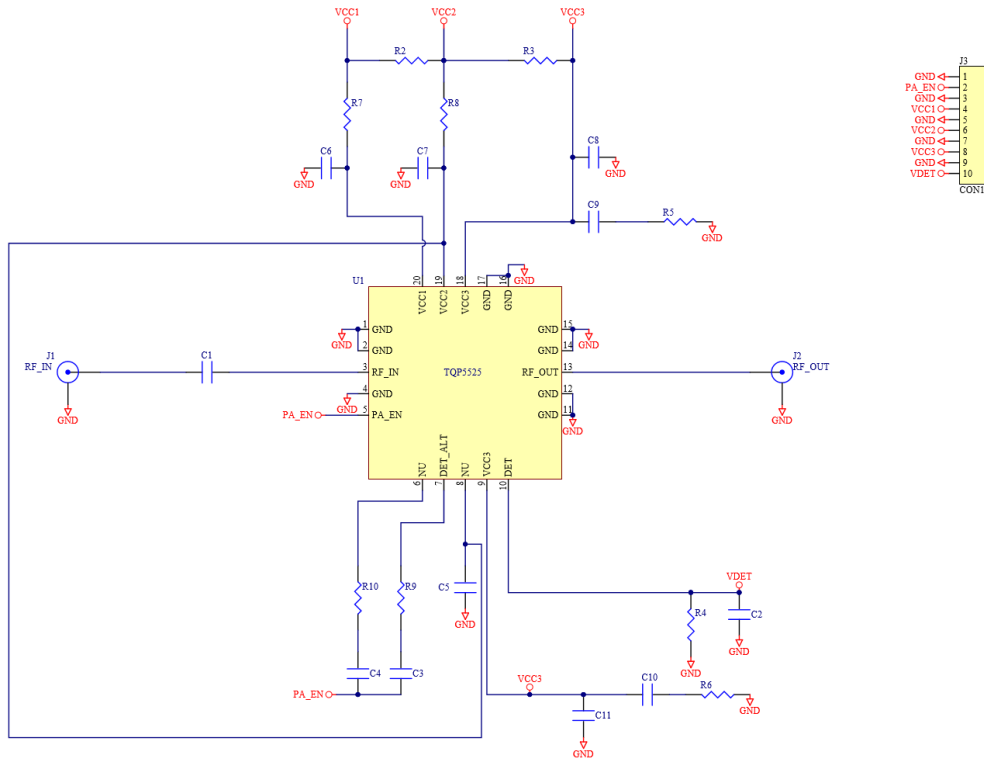 VCC1
VCC2
VCC3
R2
R3
R7
R8
C6
GND
C7
GND
C8
GND
C9
R5
GND
J3
GND 1
PA_EN 2
GND 3
VCC1 4
GND 5
VCC2 6
GND 7
VCC3 8
GND 9
VDET 10
CON1
U1
20 19 18 17 16
VCC1 VCC2 VCC3 GND GND
GND
GND
1 GND
2 GND
3 RF_IN
GND
4 GND
PA_EN
5 PA_EN
TQP5525
GND 15
GND
GND 14
RF_OUT 13
GND 12
GND 11
GND
J1
RF_IN
GND
C1
J2
RF_OUT
GND
NU DET_ALT NU VCC3 DET
6 7 8 9 10
R10
R9
C5
GND
C4
C3
PA_EN
VDET
R4
C2
GND
GND
VCC3
C10
R6
GND
C11
GND